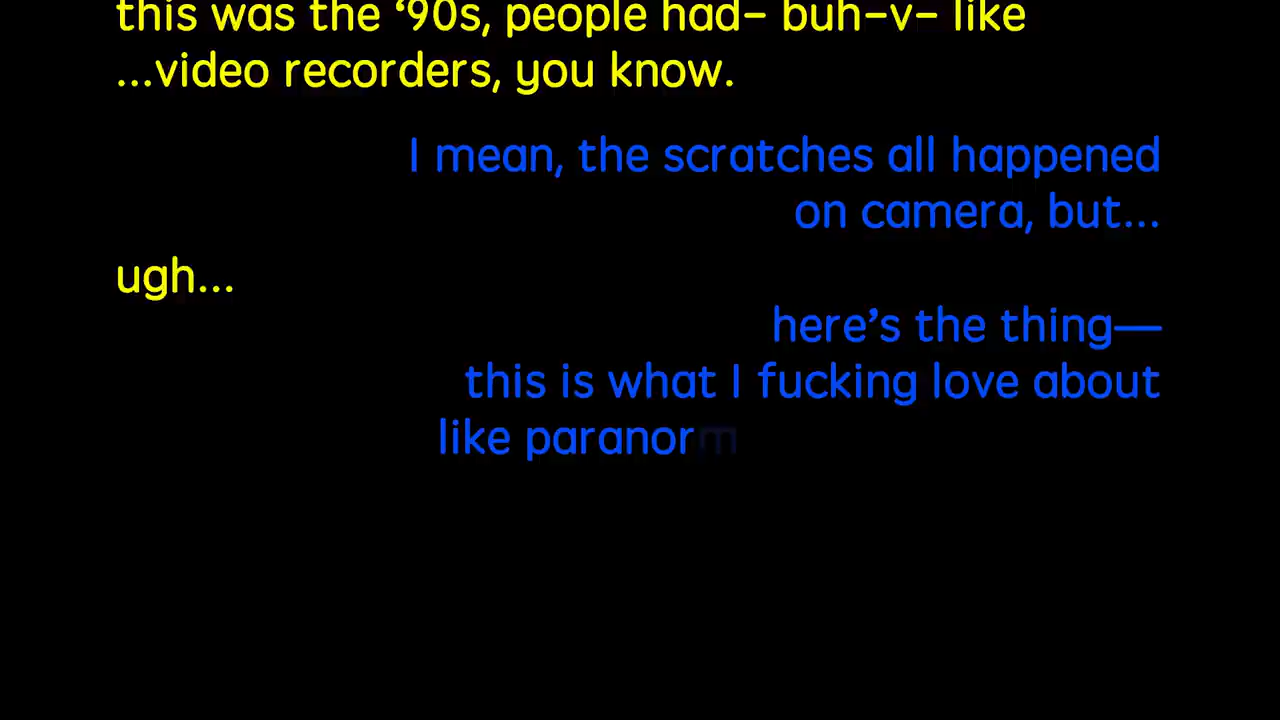 this was the ‘90s, people had– buh–v– like
...video recorders, you know.
I mean, the scratches all happened
on camera, but...
ugh...
here’s the thing—
this is what I fucking love about
like paranorm